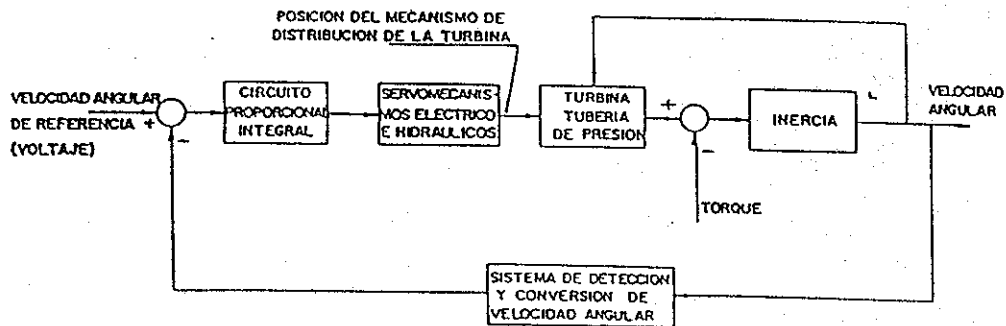 POSICION DEL MECANISMO DE
DISTRIBUCION DE LA TURBINA
VELOCIDAD ANGULAR
DE REFERENCIA +
(VOLTAJE)
-
CIRCUITO
PROPORCIONAL
INTEGRAL
SERVOMECANIS-
MOS ELECTRICO
E HIDRAULICOS
TURBINA
TUBERIA
DE PRESION
+
-
TORQUE
INERCIA
VELOCIDAD
ANGULAR
SISTEMA DE DETECCION
Y CONVERSION DE
VELOCIDAD ANGULAR